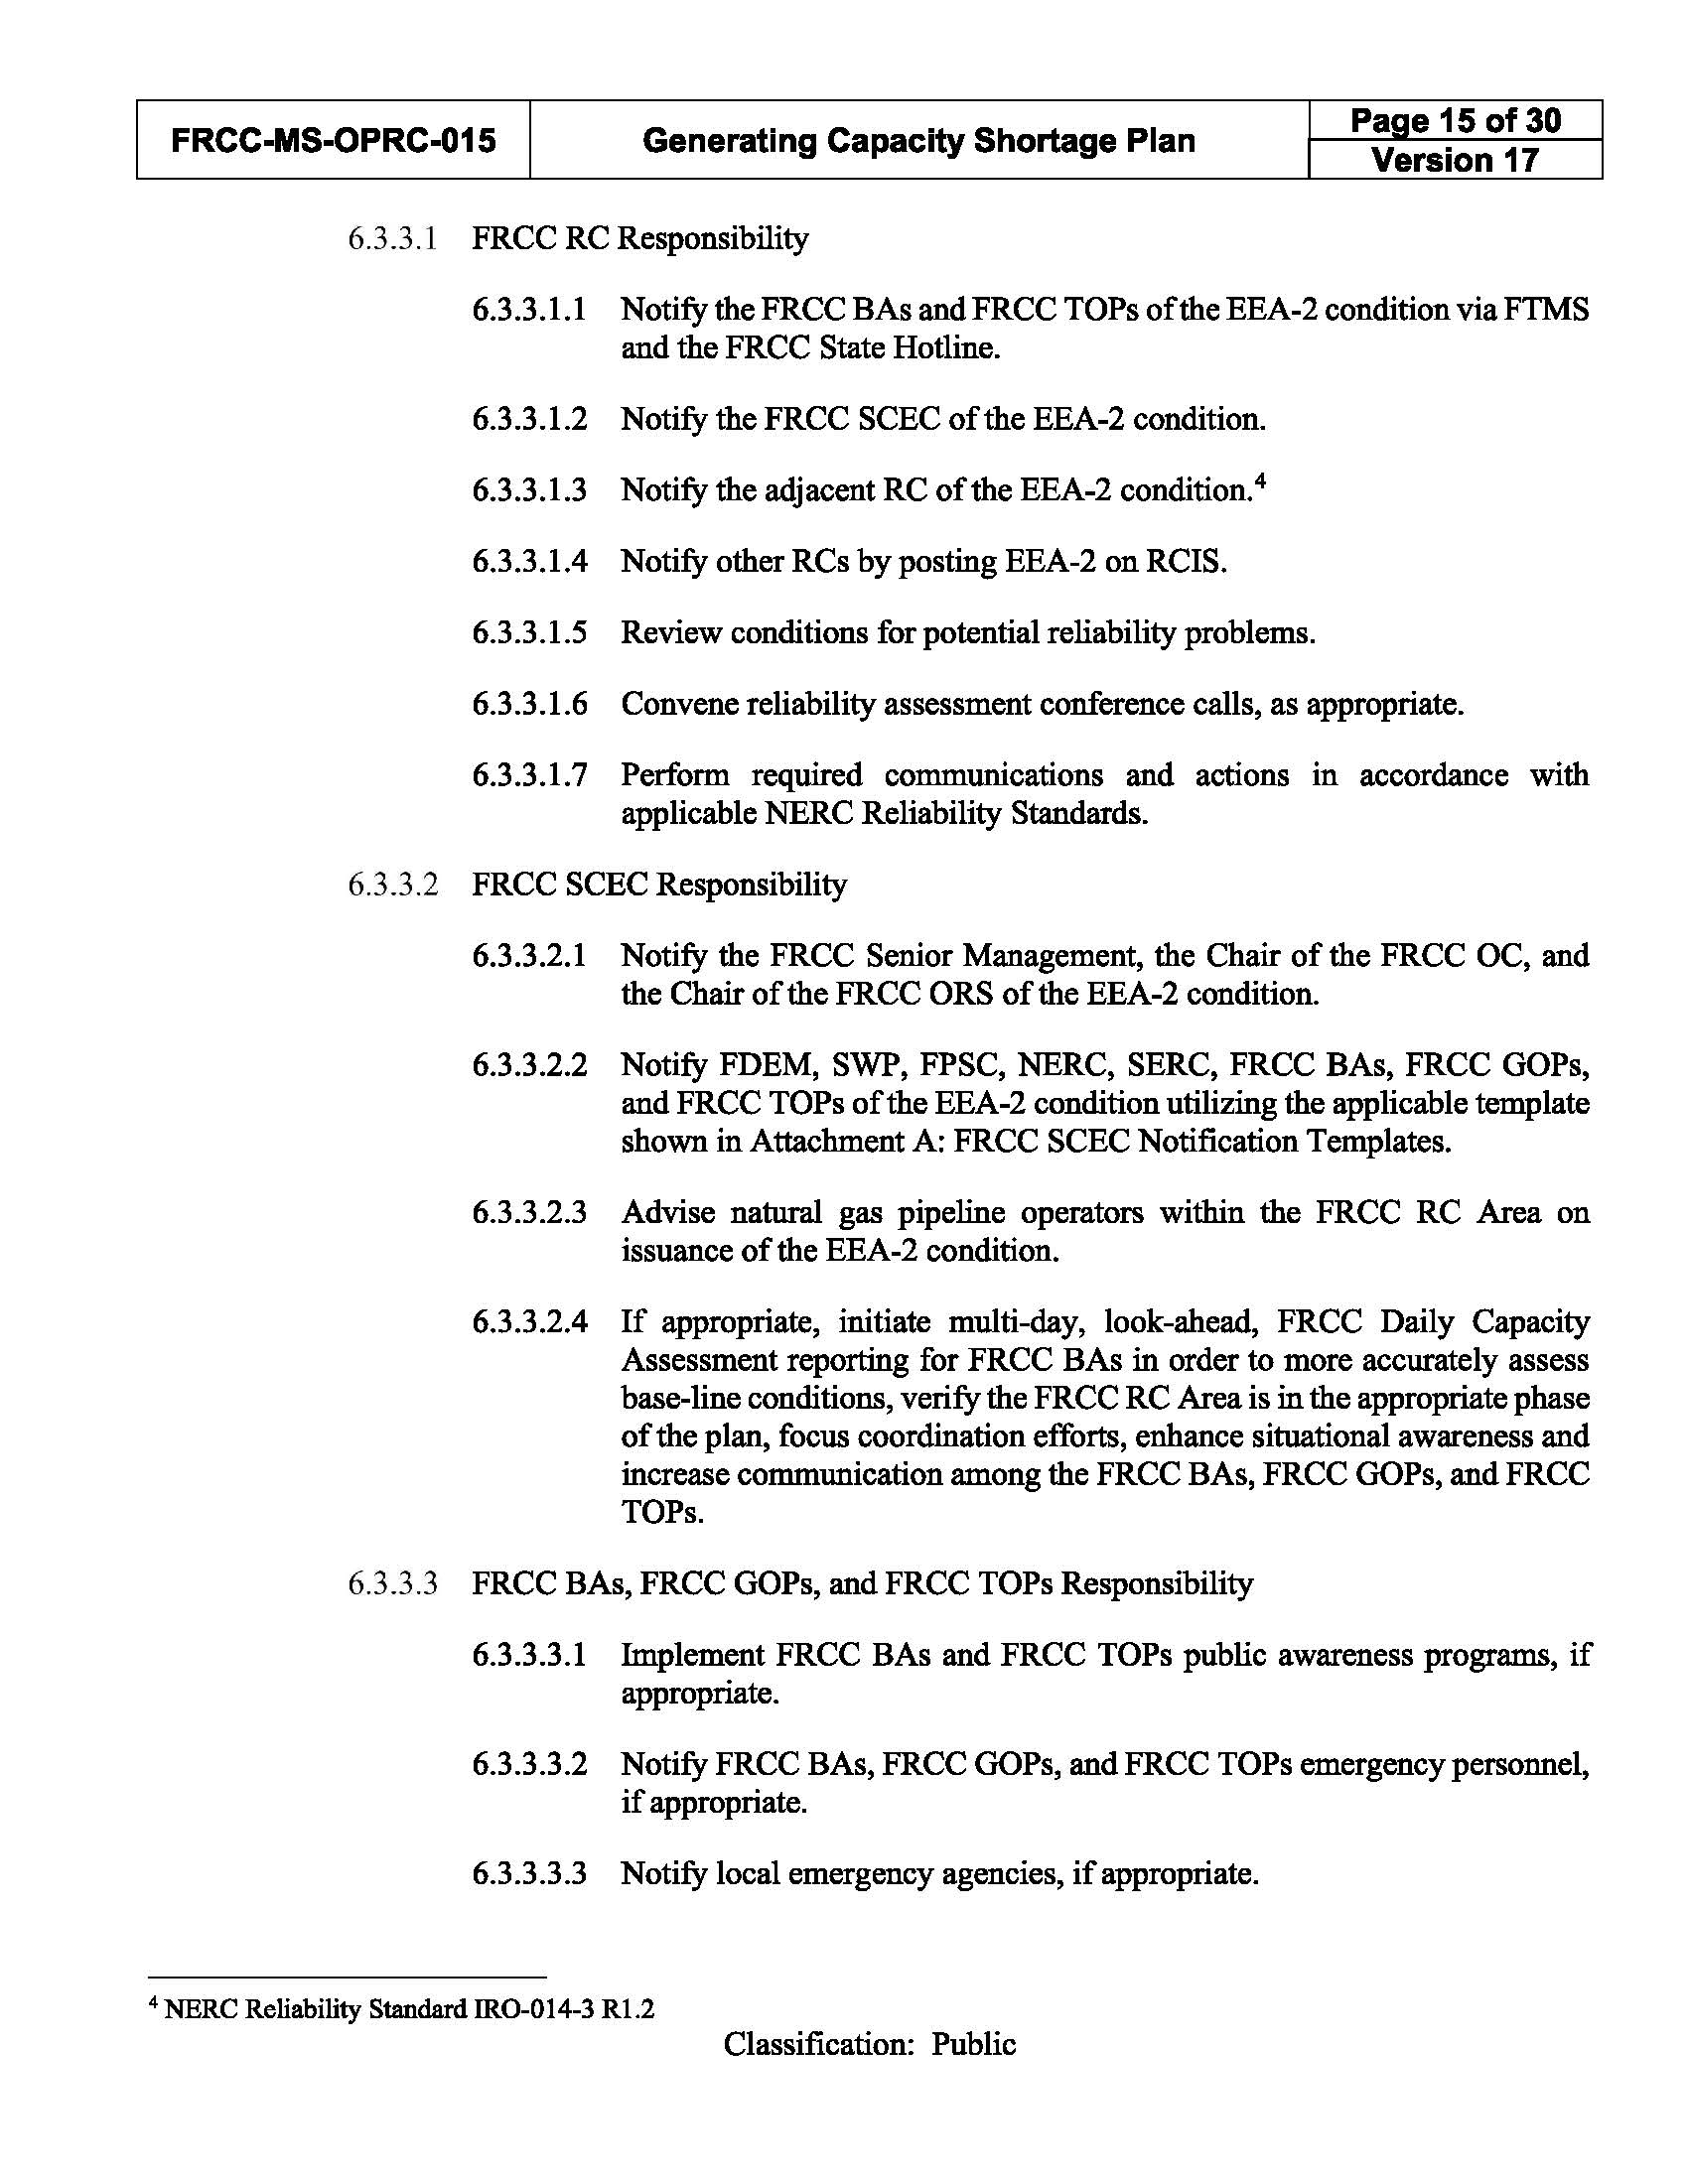 FRCC-MS-OPRC-015
Generating Capacity Shortage Plan
Page 15 of 30
Version 17
6.3.3.1 FRCC RC Responsibility
6.3.3.1.1 Notify the FRCC BAs and FRCC TOPs of the EEA-2 condition via FTMS
and the FRCC State Hotline.
6.3.3.1.2 Notify the FRCC SCEC of the EEA-2 condition.
6.3.3.1.3 Notify the adjacent RC of the EEA-2 condition.⁴
6.3.3.1.4 Notify other RCs by posting EEA-2 on RCIS.
6.3.3.1.5 Review conditions for potential reliability problems.
6.3.3.1.6 Convene reliability assessment conference calls, as appropriate.
6.3.3.1.7 Perform required communications and actions in accordance with
applicable NERC Reliability Standards.
6.3.3.2 FRCC SCEC Responsibility
6.3.3.2.1 Notify the FRCC Senior Management, the Chair of the FRCC OC, and
the Chair of the FRCC ORS of the EEA-2 condition.
6.3.3.2.2 Notify FDEM, SWP, FPSC, NERC, SERC, FRCC BAs, FRCC GOPs,
and FRCC TOPs of the EEA-2 condition utilizing the applicable template
shown in Attachment A: FRCC SCEC Notification Templates.
6.3.3.2.3 Advise natural gas pipeline operators within the FRCC RC Area on
issuance of the EEA-2 condition.
6.3.3.2.4 If appropriate, initiate multi-day, look-ahead, FRCC Daily Capacity
Assessment reporting for FRCC BAs in order to more accurately assess
base-line conditions, verify the FRCC RC Area is in the appropriate phase
of the plan, focus coordination efforts, enhance situational awareness and
increase communication among the FRCC BAs, FRCC GOPs, and FRCC
TOPs.
6.3.3.3 FRCC BAs, FRCC GOPs, and FRCC TOPs Responsibility
6.3.3.3.1 Implement FRCC BAs and FRCC TOPs public awareness programs, if
appropriate.
6.3.3.3.2 Notify FRCC BAs, FRCC GOPs, and FRCC TOPs emergency personnel,
if appropriate.
6.3.3.3.3 Notify local emergency agencies, if appropriate.
⁴ NERC Reliability Standard IRO-014-3 R1.2
Classification: Public